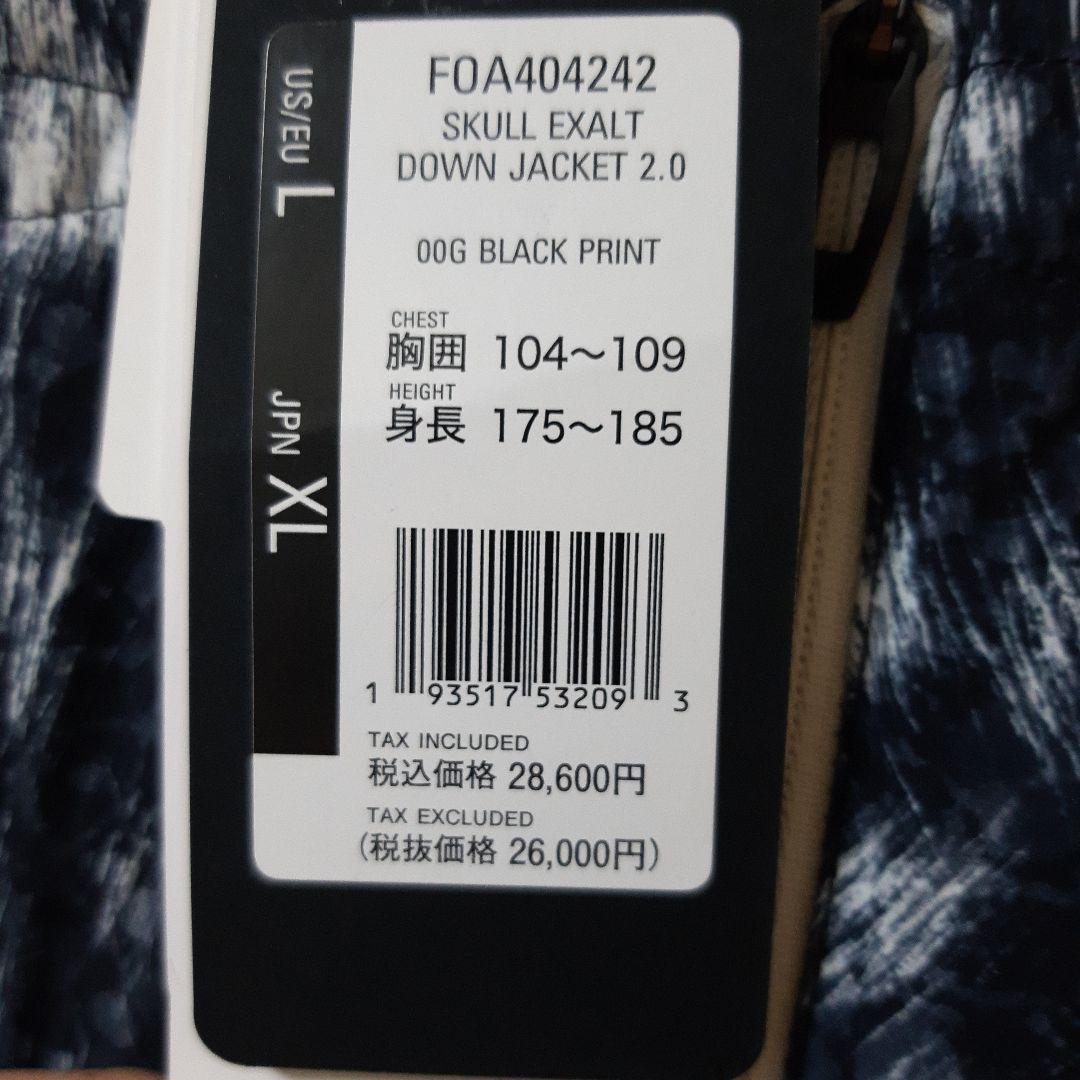 US/EU L
JPN XL
FOA404242
SKULL EXALT
DOWN JACKET 2.0
00G BLACK PRINT
CHEST
胸囲 104〜109
HEIGHT
身長 175〜185
1 93517 53209 3
TAX INCLUDED
税込価格 28,600円
TAX EXCLUDED
(税抜価格 26,000円)